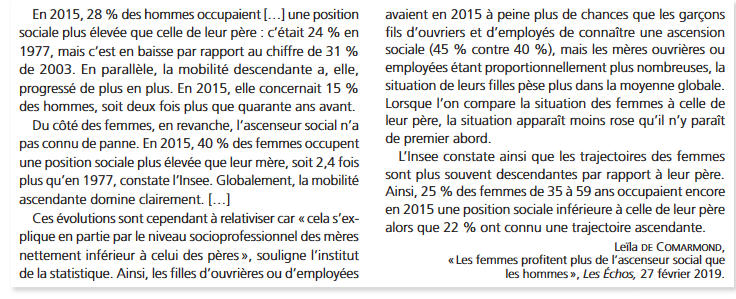 En 2015, 28 % des hommes occupaient […] une position
sociale plus élevée que celle de leur père : c'était 24 % en
1977, mais c'est en baisse par rapport au chiffre de 31 %
de 2003. En parallèle, la mobilité descendante a, elle,
progressé de plus en plus. En 2015, elle concernait 15 %
des hommes, soit deux fois plus que quarante ans avant.
Du côté des femmes, en revanche, l'ascenseur social n'a
pas connu de panne. En 2015, 40 % des femmes occupent
une position sociale plus élevée que leur mère, soit 2,4 fois
plus qu'en 1977, constate l'Insee. Globalement, la mobilité
ascendante domine clairement. […]
Ces évolutions sont cependant à relativiser car « cela s'ex-
plique en partie par le niveau socioprofessionnel des mères
nettement inférieur à celui des pères », souligne l'institut
de la statistique. Ainsi, les filles d'ouvrières ou d'employées
avaient en 2015 à peine plus de chances que les garçons
fils d'ouvriers et d'employés de connaître une ascension
sociale (45 % contre 40 %), mais les mères ouvrières ou
employées étant proportionnellement plus nombreuses, la
situation de leurs filles pèse plus dans la moyenne globale.
Lorsque l'on compare la situation des femmes à celle de
leur père, la situation apparaît moins rose qu'il n'y paraît
de premier abord.
L'Insee constate ainsi que les trajectoires des femmes
sont plus souvent descendantes par rapport à leur père.
Ainsi, 25 % des femmes de 35 à 59 ans occupaient encore
en 2015 une position sociale inférieure à celle de leur père
alors que 22 % ont connu une trajectoire ascendante.
Leïla DE COMARMOND,
« Les femmes profitent plus de l'ascenseur social que
les hommes », Les Échos, 27 février 2019.